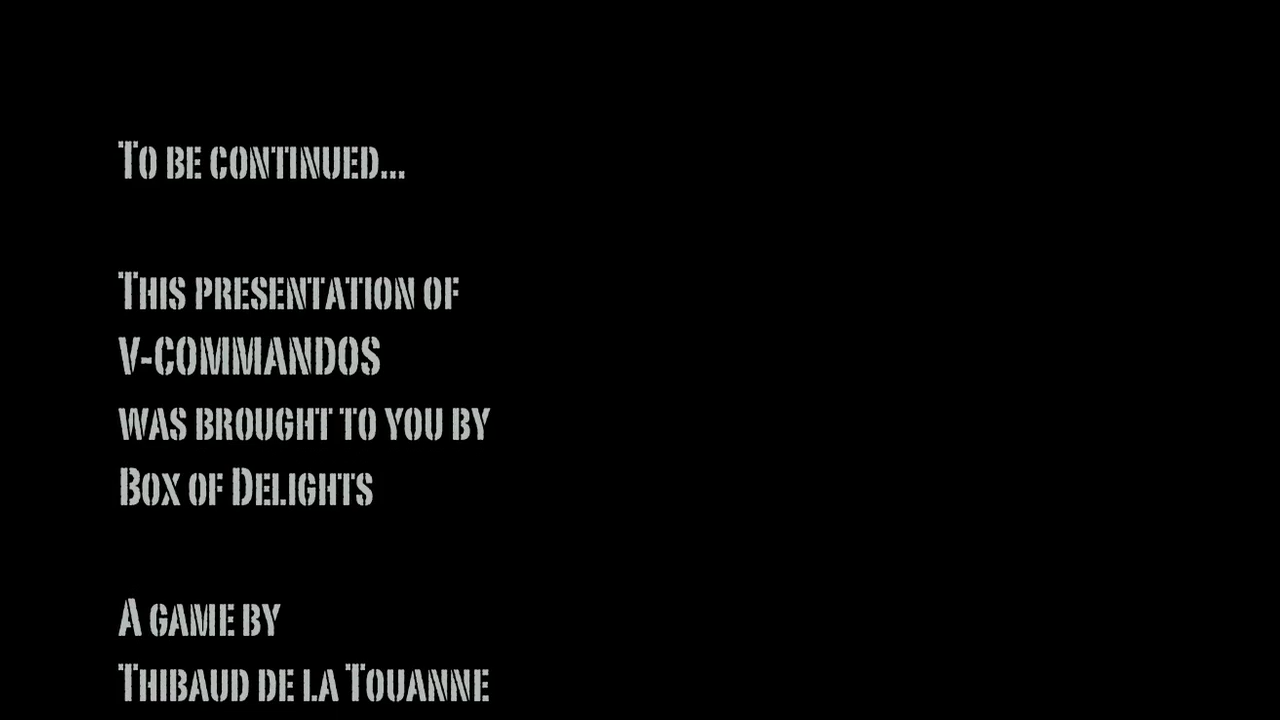 To be continued...
This presentation of
V-COMMANDOS
was brought to you by
Box of Delights
A game by
Thibaud de la Touanne